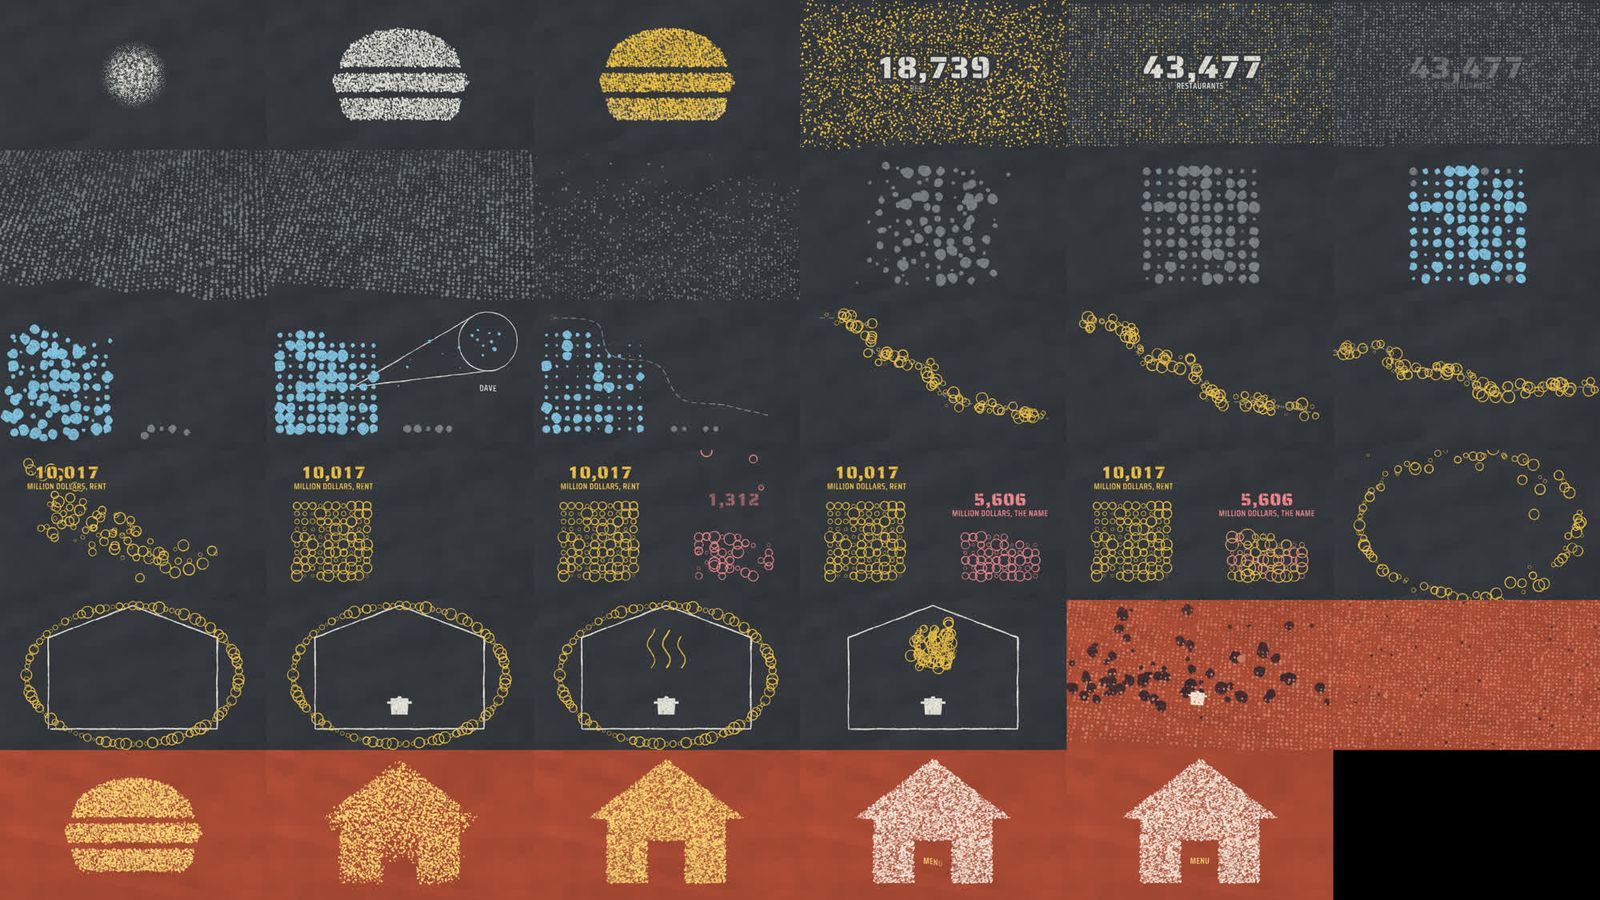 18,739
43,477
RESTAURANTS
43,477
DAVE
10,017
MILLION DOLLARS, RENT
10,017
MILLION DOLLARS, RENT
10,017
MILLION DOLLARS, RENT
1,312
10,017
MILLION DOLLARS, RENT
5,606
MILLION DOLLARS, THE NAME
10,017
MILLION DOLLARS, RENT
5,606
MILLION DOLLARS, THE NAME
MENU
MENU